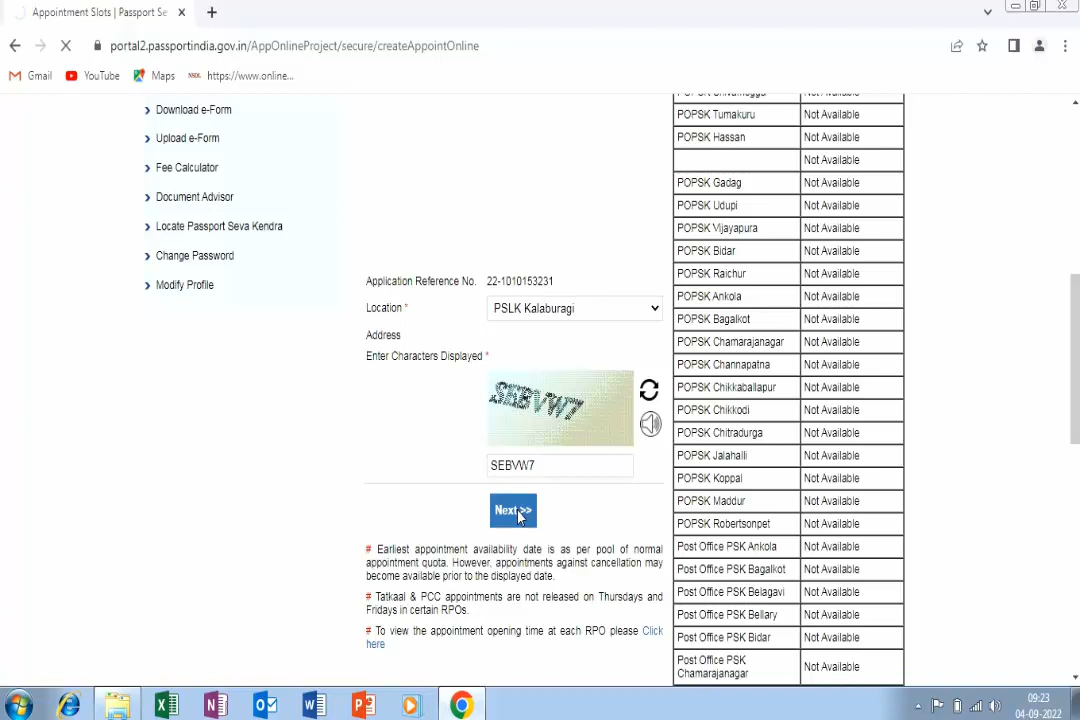 Appointment Slots | Passport Se
portal2.passportindia.gov.in/AppOnlineProject/secure/createAppointOnline
Gmail
YouTube
Maps
NSDL
https://www.online...
Download e-Form
Upload e-Form
Fee Calculator
Document Advisor
Locate Passport Seva Kendra
Change Password
Modify Profile
Application Reference No. 22-1010153231
Location * PSLK Kalaburagi
Address
Enter Characters Displayed *
SEBVW7
SEBVW7
Next >>
# Earliest appointment availability date is as per pool of normal
appointment quota. However, appointments against cancellation may
become available prior to the displayed date.
# Tatkaal & PCC appointments are not released on Thursdays and
Fridays in certain RPOs.
# To view the appointment opening time at each RPO please Click
here
Not Available
POPSK Tumakuru Not Available
POPSK Hassan Not Available
Not Available
POPSK Gadag Not Available
POPSK Udupi Not Available
POPSK Vijayapura Not Available
POPSK Bidar Not Available
POPSK Raichur Not Available
POPSK Ankola Not Available
POPSK Bagalkot Not Available
POPSK Chamarajanagar Not Available
POPSK Channapatna Not Available
POPSK Chikkaballapur Not Available
POPSK Chikkodi Not Available
POPSK Chitradurga Not Available
POPSK Jalahalli Not Available
POPSK Koppal Not Available
POPSK Maddur Not Available
POPSK Robertsonpet Not Available
Post Office PSK Ankola Not Available
Post Office PSK Bagalkot Not Available
Post Office PSK Belagavi Not Available
Post Office PSK Bellary Not Available
Post Office PSK Bidar Not Available
Post Office PSK
Chamarajanagar Not Available
09:23
04-09-2022